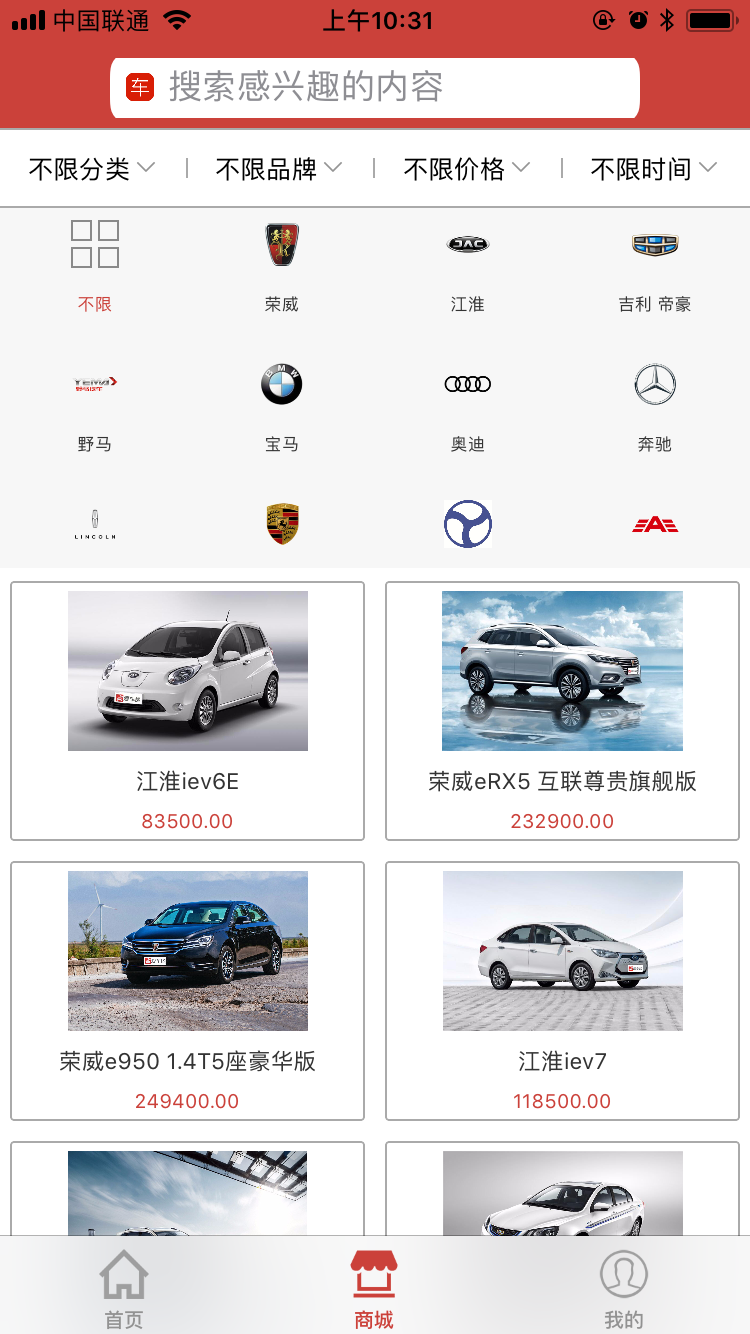 中国联通 上午10:31
车 搜索感兴趣的内容
不限分类 不限品牌 不限价格 不限时间
JAC
不限 荣威 江淮 吉利 帝豪
BMW
野马 宝马 奥迪 奔驰
LINCOLN
江淮iev6E 荣威eRX5 互联尊贵旗舰版
83500.00 232900.00
荣威e950 1.4T5座豪华版 江淮iev7
249400.00 118500.00
首页 商城 我的